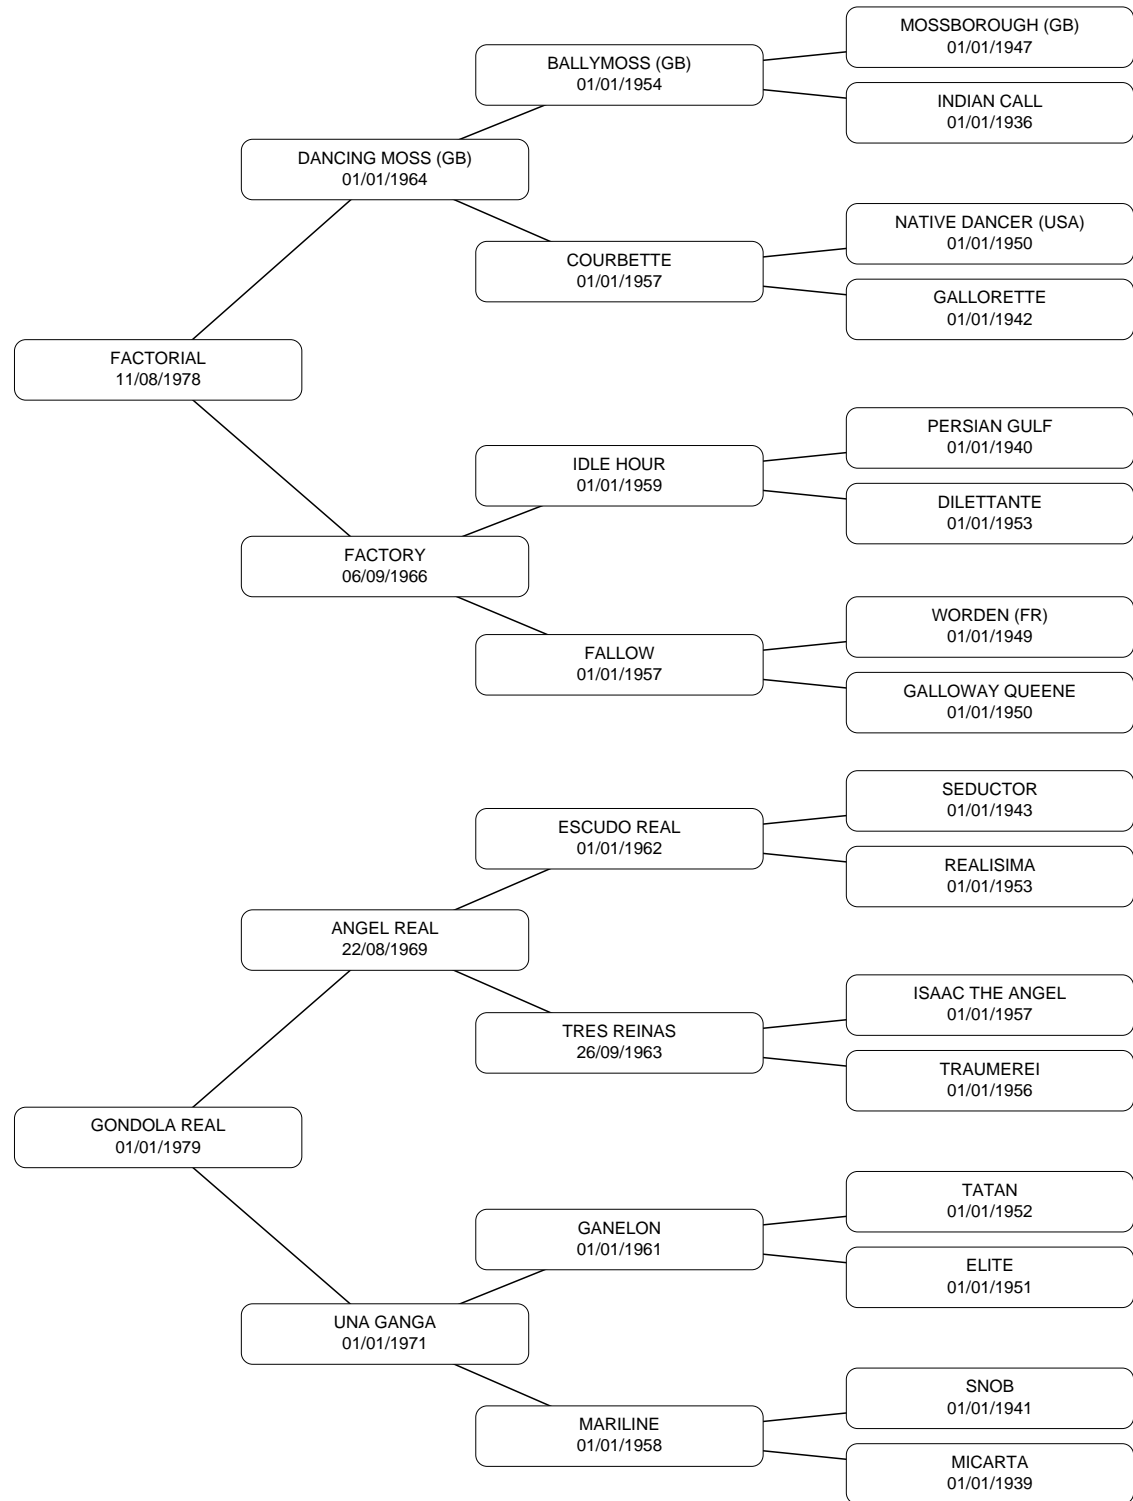 MOSSBOROUGH (GB)
01/01/1947
BALLYMOSS (GB)
01/01/1954
INDIAN CALL
01/01/1936
DANCING MOSS (GB)
01/01/1964
NATIVE DANCER (USA)
01/01/1950
COURBETTE
01/01/1957
GALLORETTE
01/01/1942
FACTORIAL
11/08/1978
PERSIAN GULF
01/01/1940
IDLE HOUR
01/01/1959
DILETTANTE
01/01/1953
FACTORY
06/09/1966
WORDEN (FR)
01/01/1949
FALLOW
01/01/1957
GALLOWAY QUEENE
01/01/1950
SEDUCTOR
01/01/1943
ESCUDO REAL
01/01/1962
REALISIMA
01/01/1953
ANGEL REAL
22/08/1969
ISAAC THE ANGEL
01/01/1957
TRES REINAS
26/09/1963
TRAUMEREI
01/01/1956
GONDOLA REAL
01/01/1979
TATAN
01/01/1952
GANELON
01/01/1961
ELITE
01/01/1951
UNA GANGA
01/01/1971
SNOB
01/01/1941
MARILINE
01/01/1958
MICARTA
01/01/1939